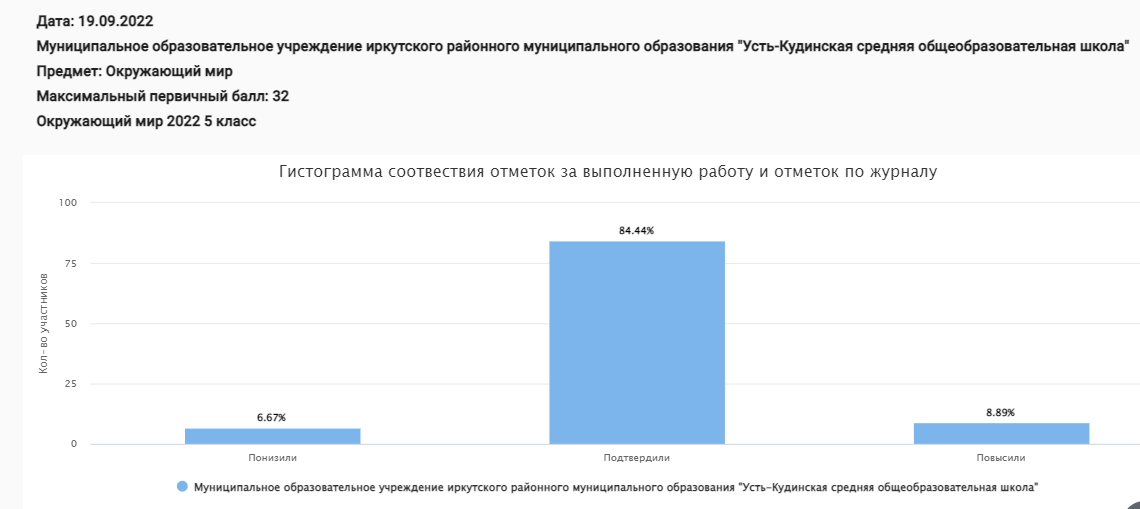 Дата: 19.09.2022
Муниципальное образовательное учреждение иркутского районного муниципального образования "Усть-Кудинская средняя общеобразовательная школа"
Предмет: Окружающий мир
Максимальный первичный балл: 32
Окружающий мир 2022 5 класс
Гистограмма соотвествия отметок за выполненную работу и отметок по журналу
Кол-во участников
100
75
50
25
0
6.67%
84.44%
8.89%
Понизили
Подтвердили
Повысили
Муниципальное образовательное учреждение иркутского районного муниципального образования "Усть-Кудинская средняя общеобразовательная школа"